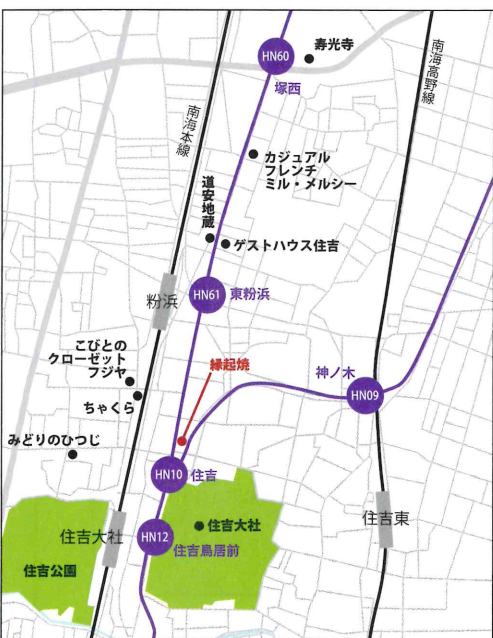 寿光寺
HN60
塚西
南海高野線
南海本線
カジュアル
フレンチ
ミル・メルシー
道安地蔵
ゲストハウス住吉
HN61
東粉浜
粉浜
こびとの
クローゼット
フジヤ
縁起焼
神ノ木
HN09
ちゃくら
みどりのひつじ
HN10
住吉
住吉大社
住吉東
住吉大社
HN12
住吉鳥居前
住吉公園